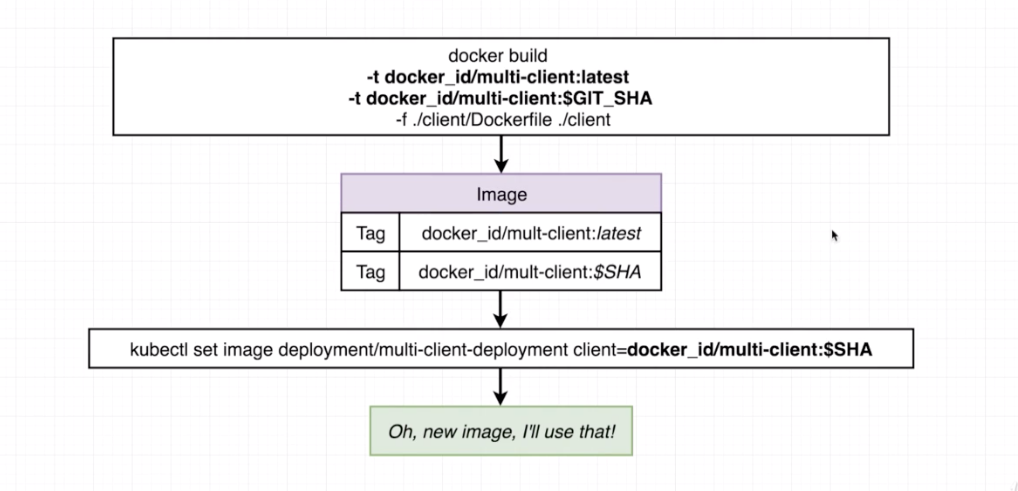 docker build
-t docker_id/multi-client:latest
-t docker_id/multi-client:$GIT_SHA
-f ./client/Dockerfile ./client
Image
Tag docker_id/mult-client:latest
Tag docker_id/mult-client:$SHA
kubectl set image deployment/multi-client-deployment client=docker_id/multi-client:$SHA
Oh, new image, I'll use that!